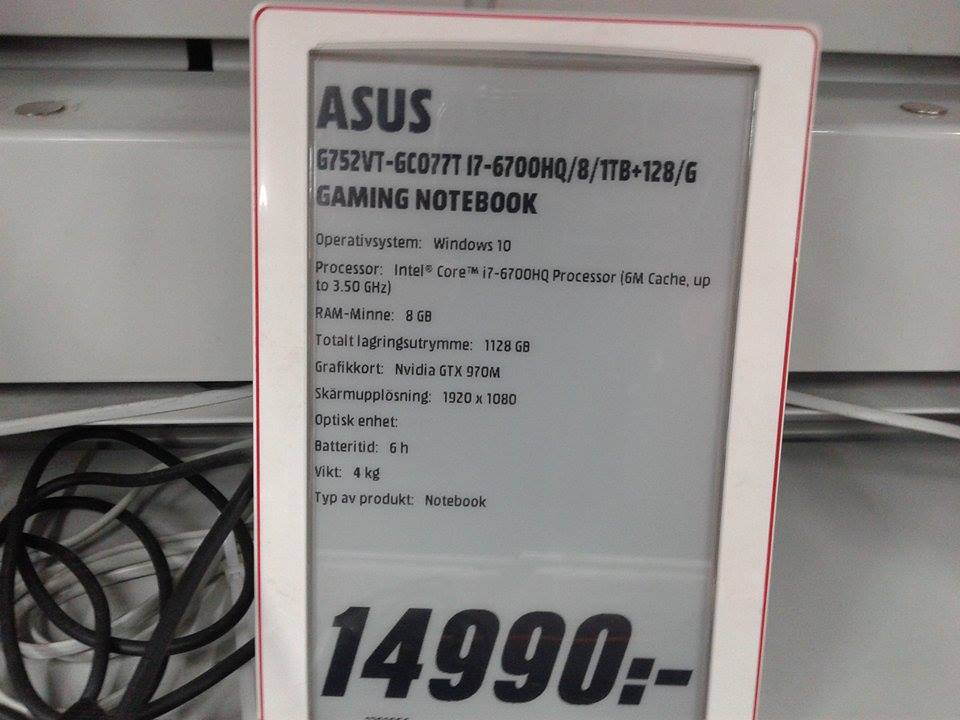 ASUS
G752VT-GC077T I7-6700HQ/8/1TB+128/G
GAMING NOTEBOOK
Operativsystem: Windows 10
Processor: Intel® Core™ i7-6700HQ Processor (6M Cache, up
to 3.50 GHz)
RAM-Minne: 8 GB
Totalt lagringsutrymme: 1128 GB
Grafikkort: Nvidia GTX 970M
Skärmupplösning: 1920 x 1080
Optisk enhet:
Batteritid: 6 h
Vikt: 4 kg
Typ av produkt: Notebook
14990:-